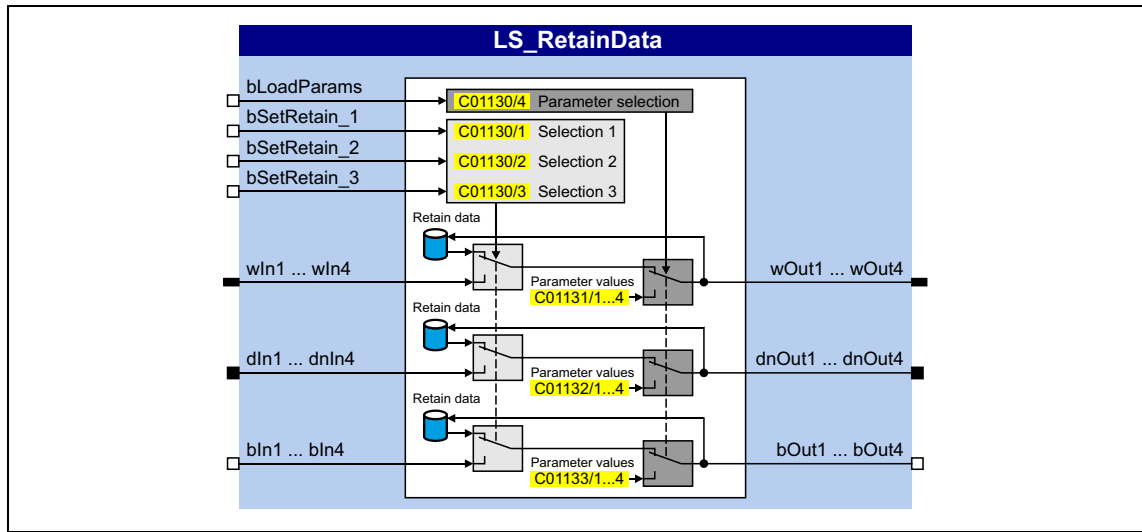 LS_RetainData
bLoadParams
C01130/4 Parameter selection
bSetRetain_1
C01130/1 Selection 1
bSetRetain_2
C01130/2 Selection 2
bSetRetain_3
C01130/3 Selection 3
Retain data
wIn1 ... wIn4
Parameter values
C01131/1...4
wOut1 ... wOut4
Retain data
dIn1 ... dnIn4
Parameter values
C01132/1...4
dnOut1 ... dnOut4
Retain data
bIn1 ... bIn4
Parameter values
C01133/1...4
bOut1 ... bOut4